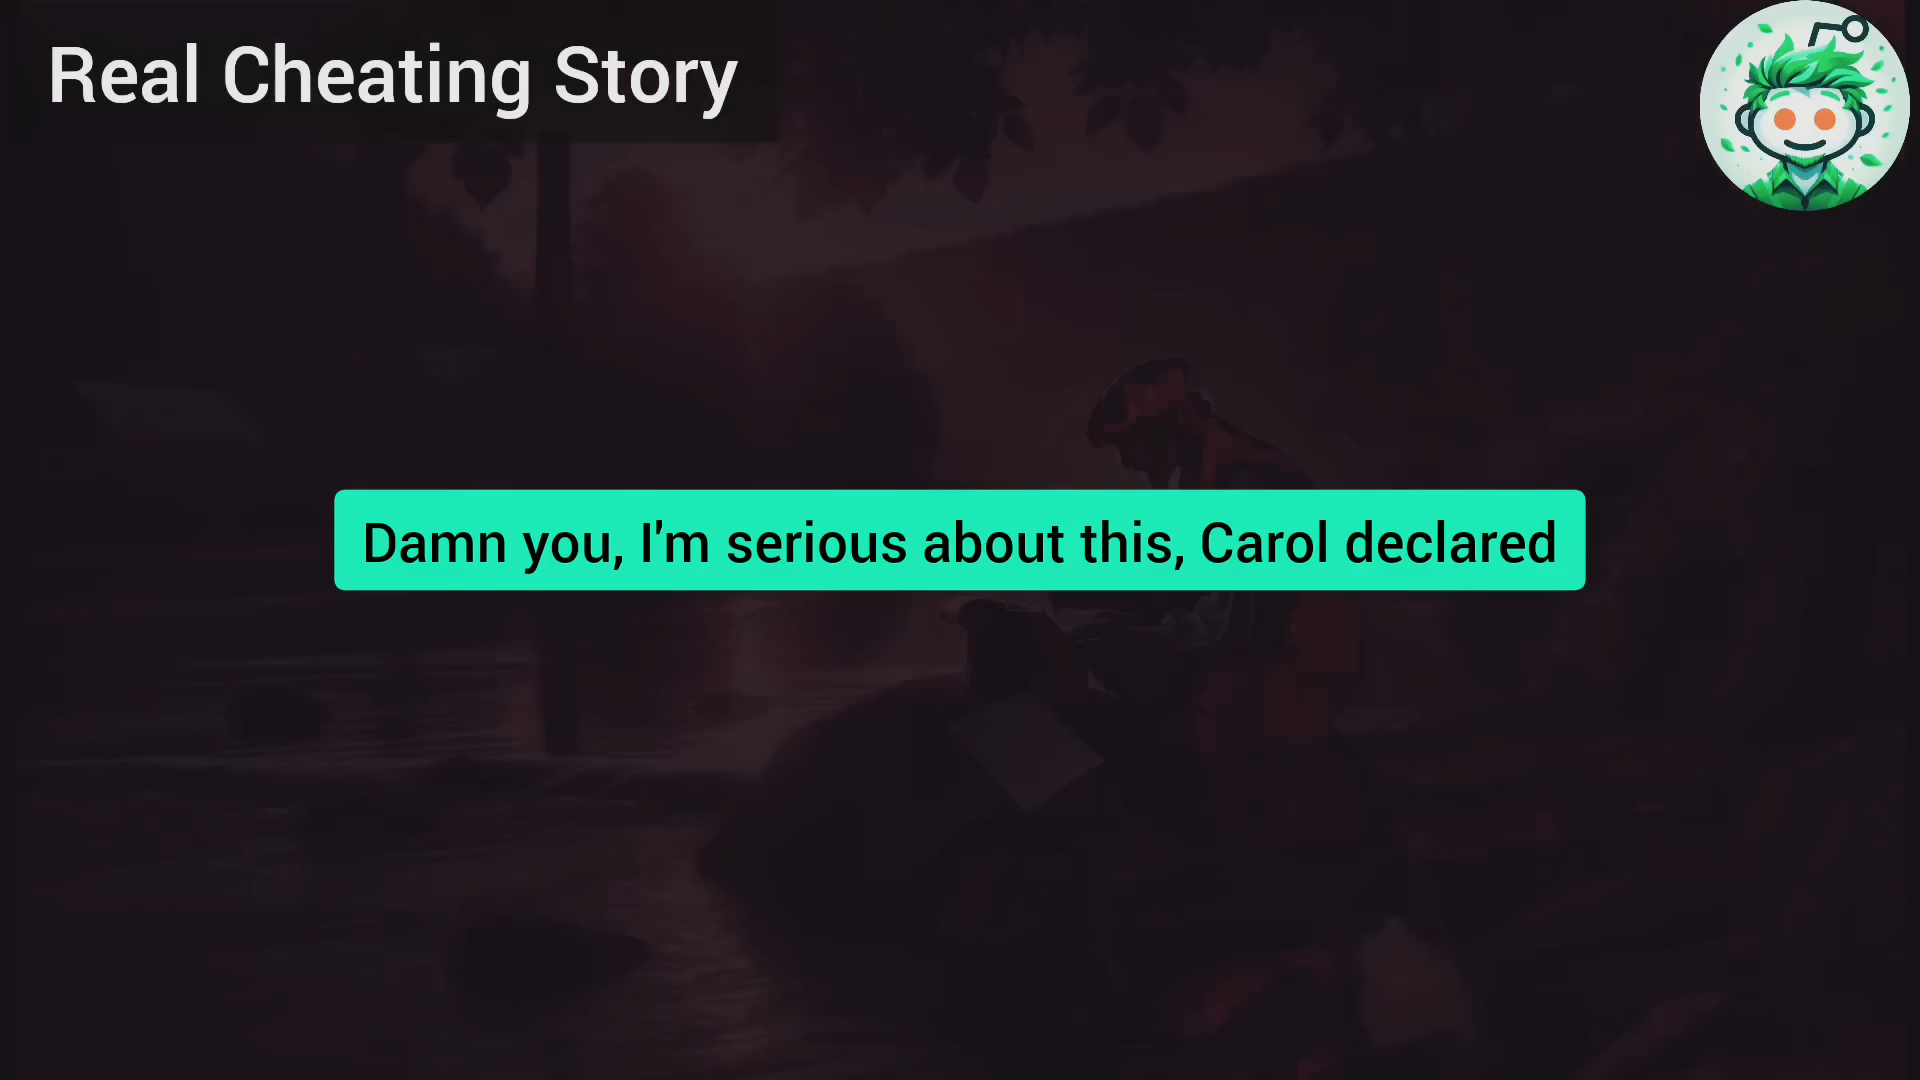 Real Cheating Story
Damn you, I'm serious about this, Carol declared